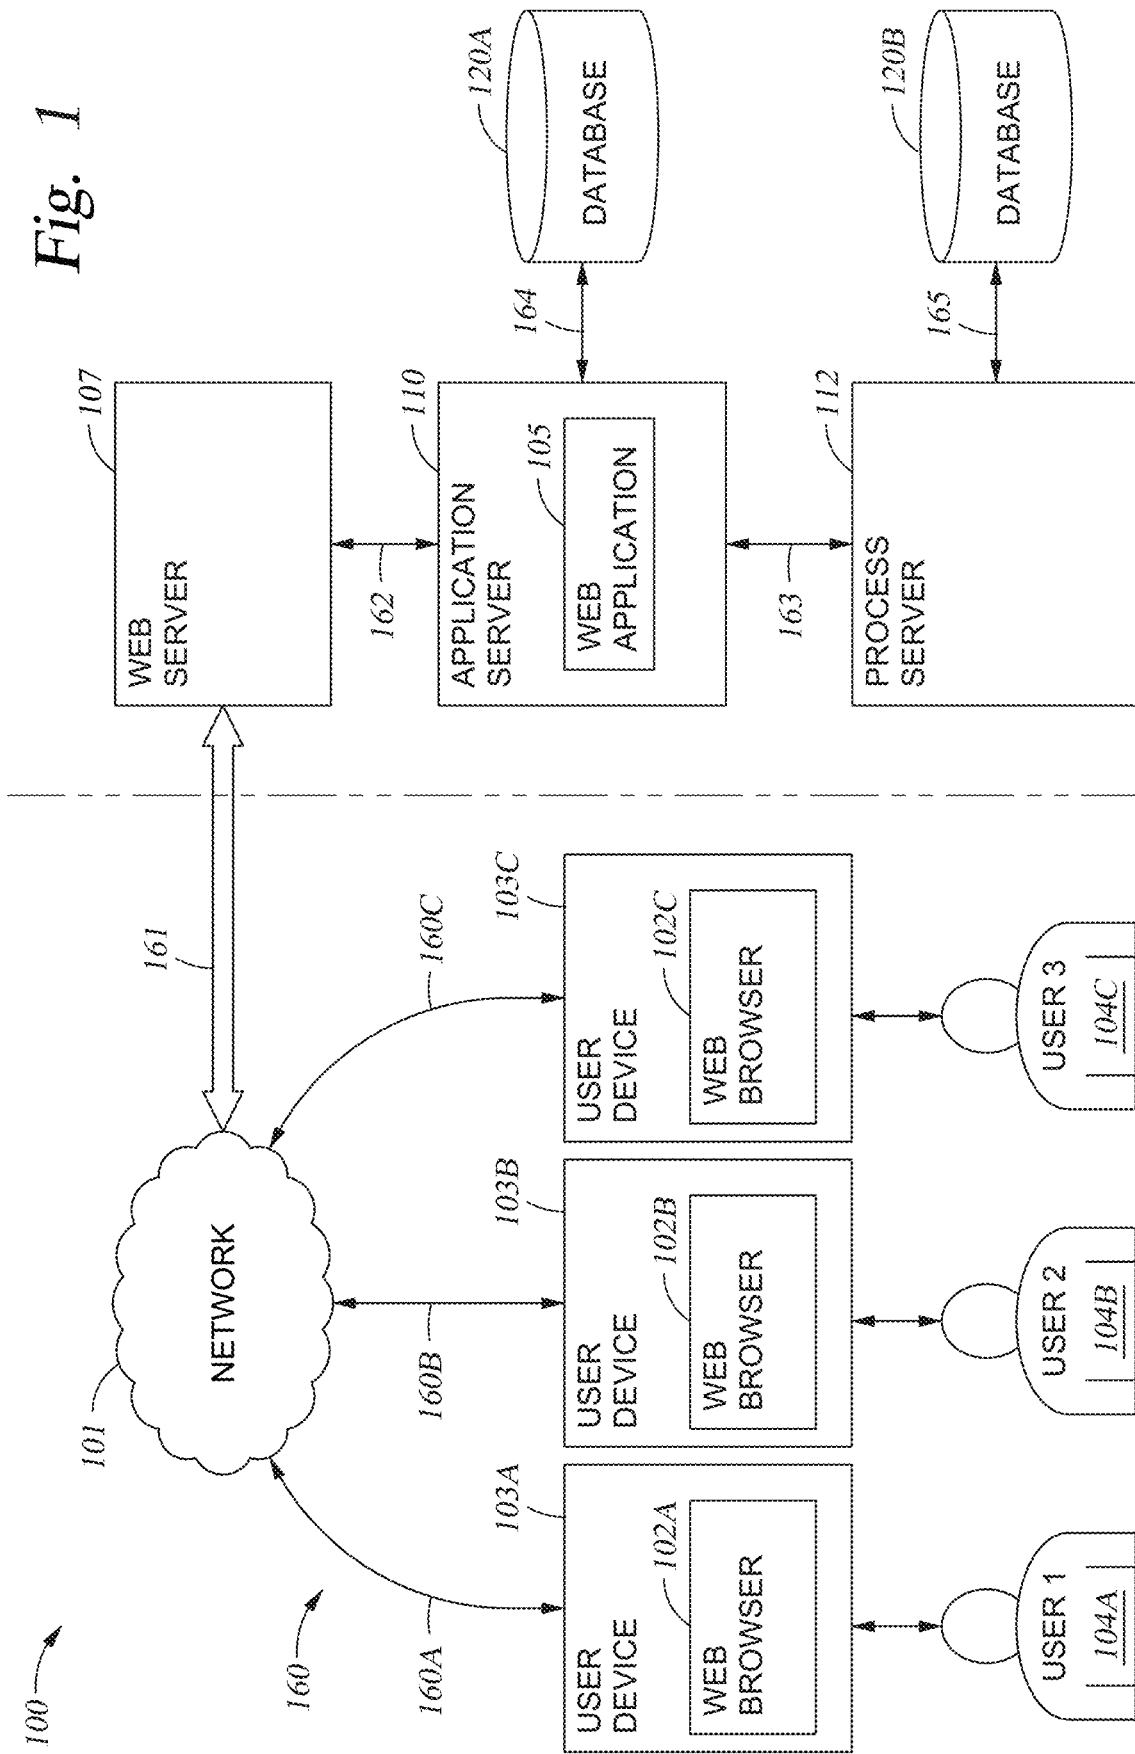 Fig. 1
100
101
NETWORK
161
107
WEB
SERVER
160
160A
160B
160C
162
103A
USER
DEVICE
102A
WEB
BROWSER
103B
USER
DEVICE
102B
WEB
BROWSER
103C
USER
DEVICE
102C
WEB
BROWSER
110
APPLICATION
SERVER
105
WEB
APPLICATION
164
120A
DATABASE
163
112
PROCESS
SERVER
165
120B
DATABASE
USER 1
104A
USER 2
104B
USER 3
104C